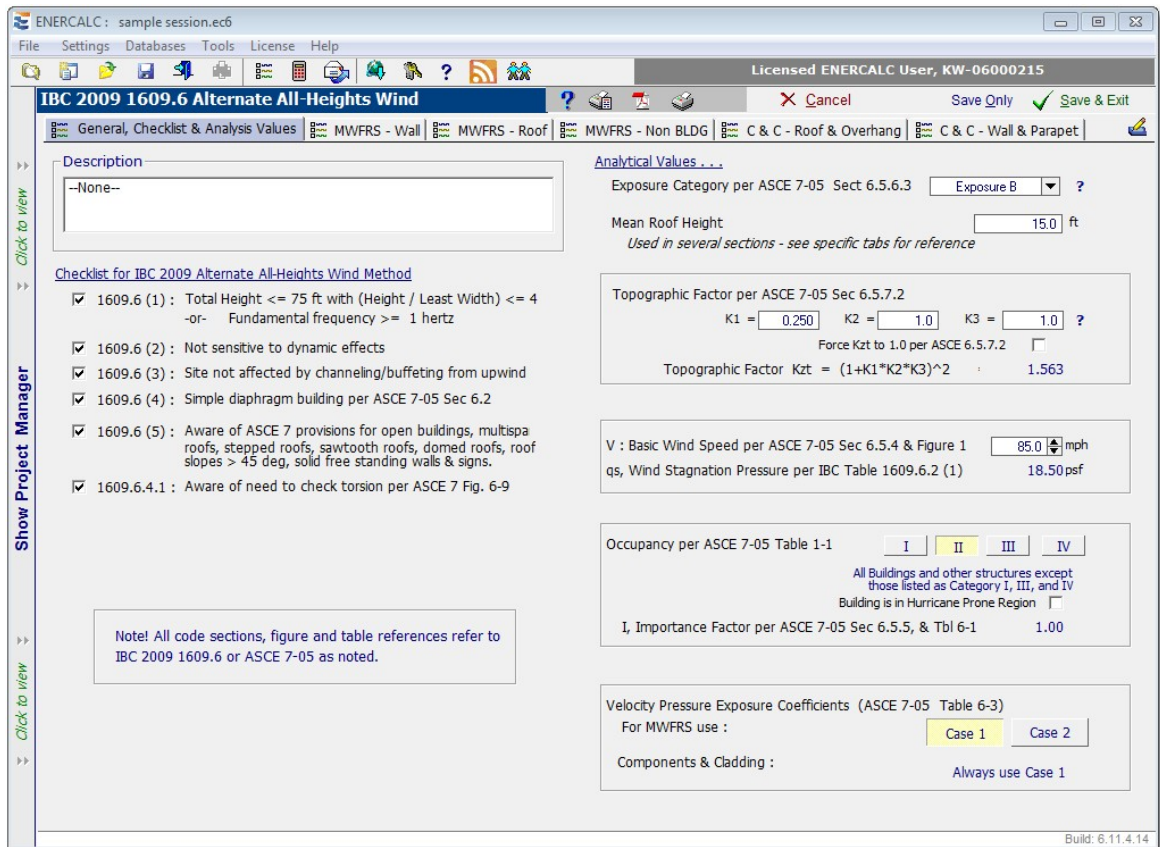 ENERCALC : sample session.ec6
File Settings Databases Tools License Help
Licensed ENERCALC User, KW-06000215
IBC 2009 1609.6 Alternate All-Heights Wind
? Cancel Save Only Save & Exit
General, Checklist & Analysis Values MWFRS - Wall MWFRS - Roof MWFRS - Non BLDG C & C - Roof & Overhang C & C - Wall & Parapet
Click to view
Show Project Manager
Click to view
Description
--None--
Checklist for IBC 2009 Alternate All-Heights Wind Method
1609.6 (1) : Total Height <= 75 ft with (Height / Least Width) <= 4
-or- Fundamental frequency >= 1 hertz
1609.6 (2) : Not sensitive to dynamic effects
1609.6 (3) : Site not affected by channeling/buffeting from upwind
1609.6 (4) : Simple diaphragm building per ASCE 7-05 Sec 6.2
1609.6 (5) : Aware of ASCE 7 provisions for open buildings, multispa
roofs, stepped roofs, sawtooth roofs, domed roofs, roof
slopes > 45 deg, solid free standing walls & signs.
1609.6.4.1 : Aware of need to check torsion per ASCE 7 Fig. 6-9
Note! All code sections, figure and table references refer to
IBC 2009 1609.6 or ASCE 7-05 as noted.
Analytical Values . . .
Exposure Category per ASCE 7-05 Sect 6.5.6.3 Exposure B ?
Mean Roof Height 15.0 ft
Used in several sections - see specific tabs for reference
Topographic Factor per ASCE 7-05 Sec 6.5.7.2
K1 = 0.250 K2 = 1.0 K3 = 1.0 ?
Force Kzt to 1.0 per ASCE 6.5.7.2
Topographic Factor Kzt = (1+K1*K2*K3)^2 : 1.563
V : Basic Wind Speed per ASCE 7-05 Sec 6.5.4 & Figure 1 85.0 mph
qs, Wind Stagnation Pressure per IBC Table 1609.6.2 (1) 18.50 psf
Occupancy per ASCE 7-05 Table 1-1 I II III IV
All Buildings and other structures except
those listed as Category I, III, and IV
Building is in Hurricane Prone Region
I, Importance Factor per ASCE 7-05 Sec 6.5.5, & Tbl 6-1 1.00
Velocity Pressure Exposure Coefficients (ASCE 7-05 Table 6-3)
For MWFRS use : Case 1 Case 2
Components & Cladding : Always use Case 1
Build: 6.11.4.14